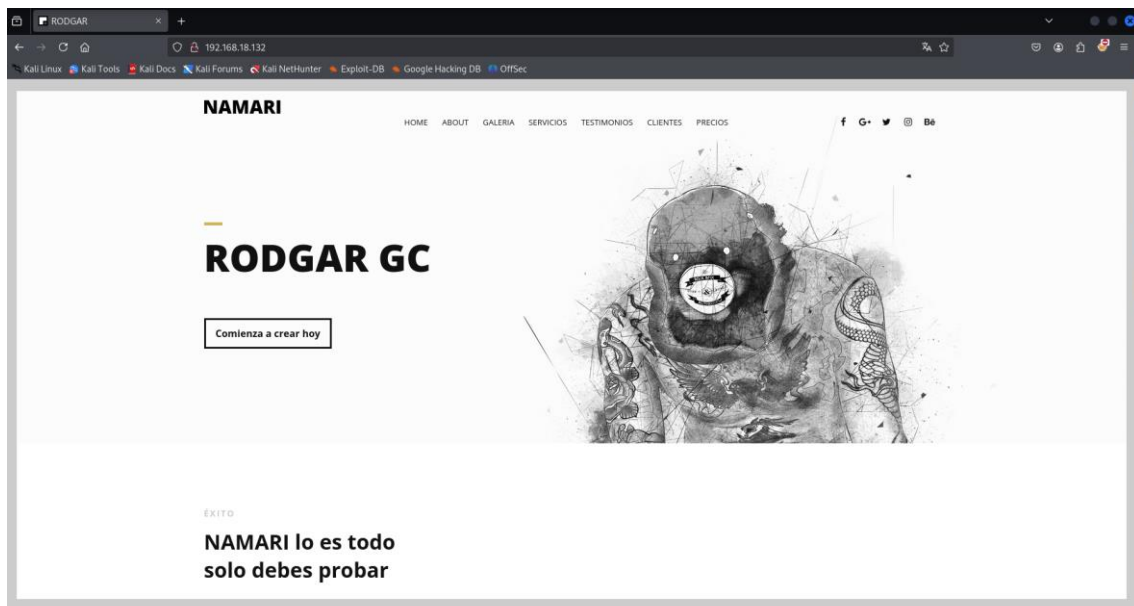 RODGAR
192.168.18.132
Kali Linux Kali Tools Kali Docs Kali Forums Kali NetHunter Exploit-DB Google Hacking DB OffSec
NAMARI
HOME ABOUT GALERIA SERVICIOS TESTIMONIOS CLIENTES PRECIOS
f G+ Bē
RODGAR GC
Comienza a crear hoy
ÉXITO
NAMARI lo es todo
solo debes probar